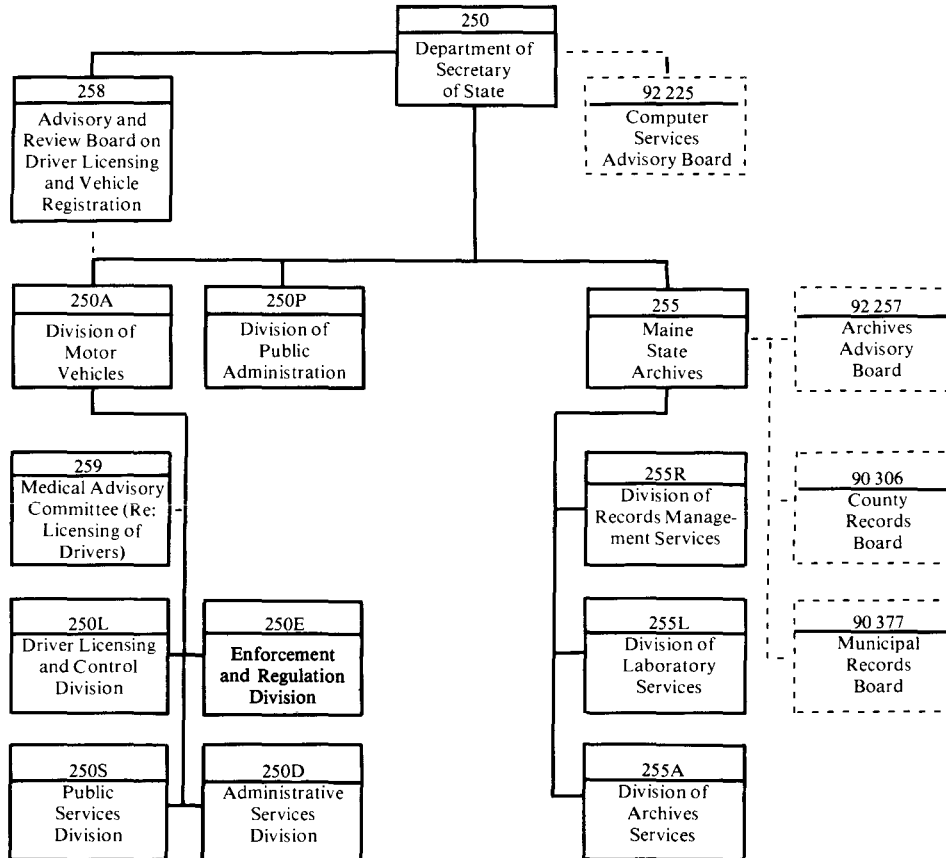 250
Department of
Secretary
of State
258
Advisory and
Review Board on
Driver Licensing
and Vehicle
Registration
92 225
Computer
Services
Advisory Board
250A
Division of
Motor
Vehicles
250P
Division of
Public
Administration
255
Maine
State
Archives
92 257
Archives
Advisory
Board
259
Medical Advisory
Committee (Re:
Licensing of
Drivers)
255R
Division of
Records Manage-
ment Services
90 306
County
Records
Board
250L
Driver Licensing
and Control
Division
250E
Enforcement
and Regulation
Division
255L
Division of
Laboratory
Services
90 377
Municipal
Records
Board
250S
Public
Services
Division
250D
Administrative
Services
Division
255A
Division of
Archives
Services